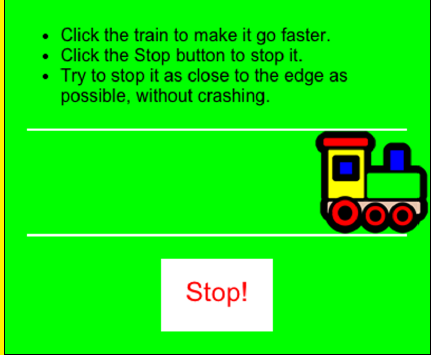 • Click the train to make it go faster.
• Click the Stop button to stop it.
• Try to stop it as close to the edge as
possible, without crashing.
Stop!